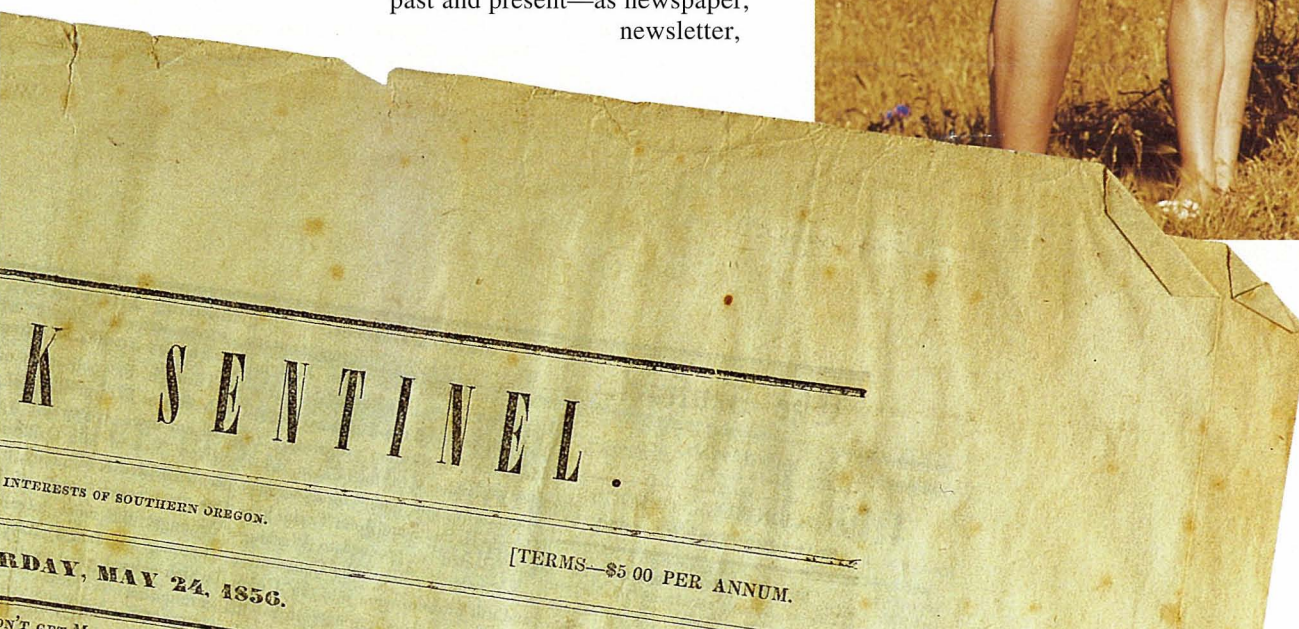 past and present—as newspaper,
newsletter,
K SENTINEL.
INTERESTS OF SOUTHERN OREGON.
RDAY, MAY 24, 1856.
[TERMS—$5 00 PER ANNUM.